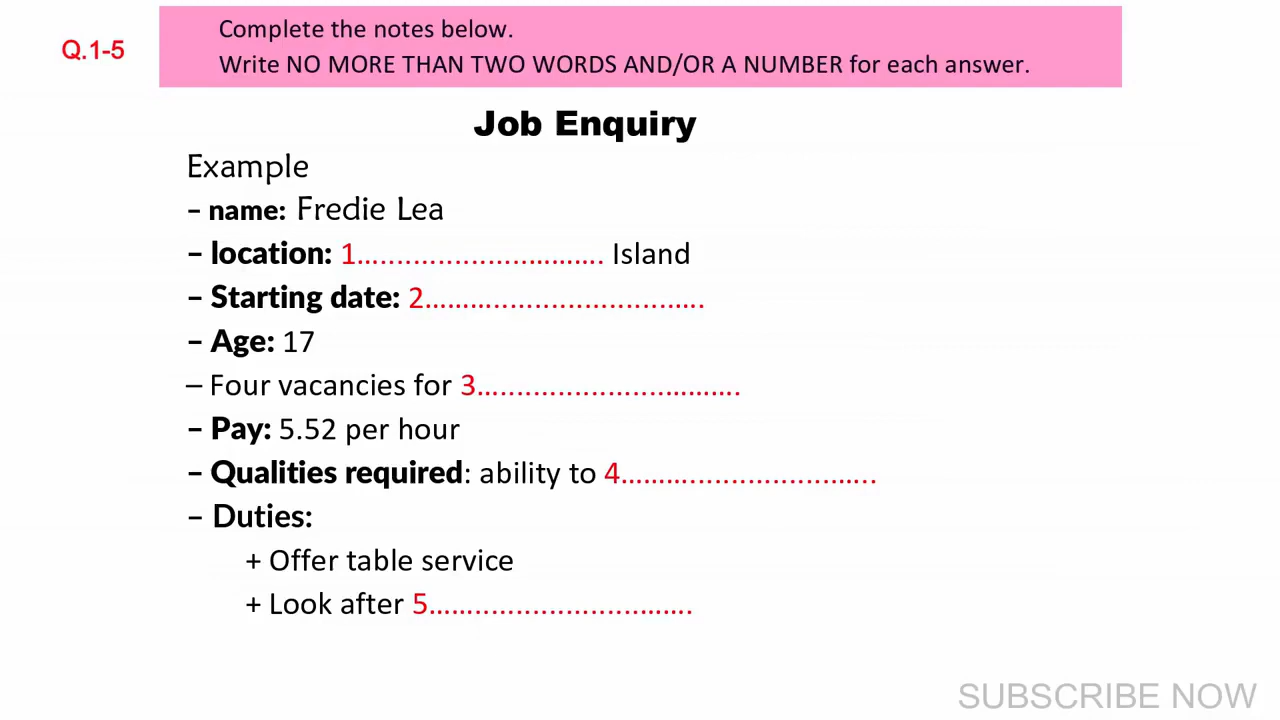 Q.1-5
Complete the notes below.
Write NO MORE THAN TWO WORDS AND/OR A NUMBER for each answer.
Job Enquiry
Example
– name: Fredie Lea
– location: 1................................. Island
– Starting date: 2.....................................
– Age: 17
– Four vacancies for 3...................................
– Pay: 5.52 per hour
– Qualities required: ability to 4...................................
– Duties:
+ Offer table service
+ Look after 5...................................
SUBSCRIBE NOW